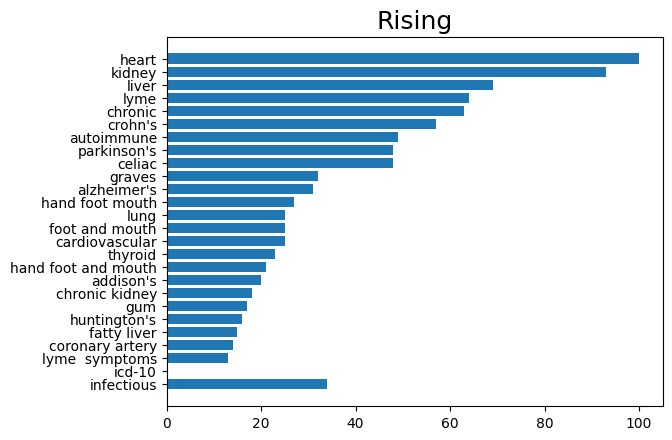 Rising
heart
kidney
liver
lyme
chronic
crohn's
autoimmune
parkinson's
celiac
graves
alzheimer's
hand foot mouth
lung
foot and mouth
cardiovascular
thyroid
hand foot and mouth
addison's
chronic kidney
gum
huntington's
fatty liver
coronary artery
lyme  symptoms
icd-10
infectious
0 20 40 60 80 100